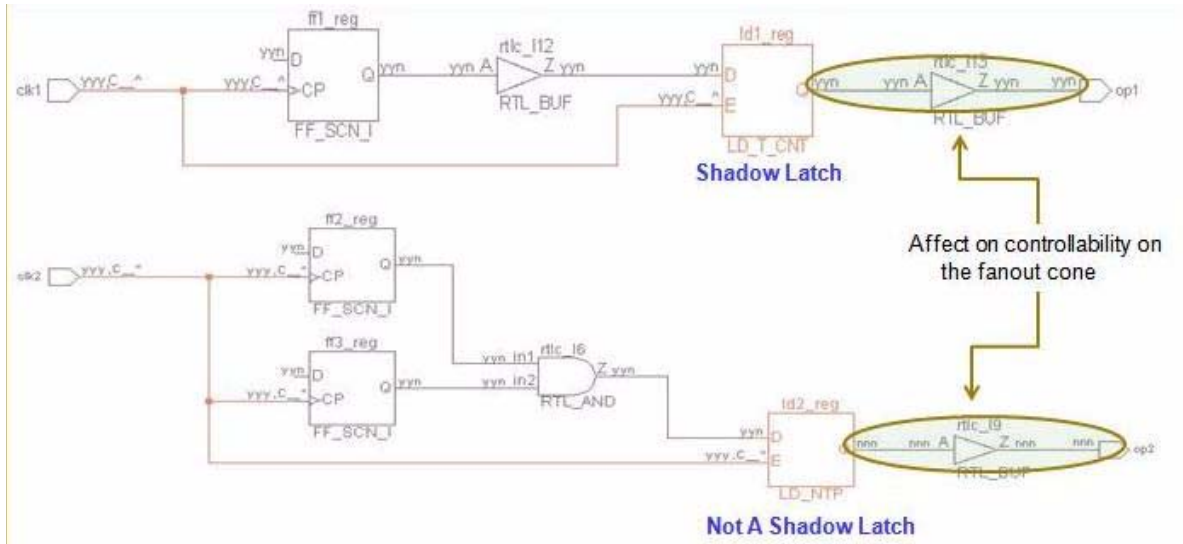 ff1_reg
yyn D
Q yyn
yyy,C__^ CP
FF_SCN_I
clk1 yyy,C__^
rtlc_I12
yyn A Z yyn
RTL_BUF
ld1_reg
yyn D
Q yyn
yyy,C__^ E
LD_T_CNT
Shadow Latch
yyn A Z yyn
yyn op1
RTL_BUF
Affect on controllability on
the fanout cone
ff2_reg
yyn D
Q yyn
yyy,C__^ CP
FF_SCN_I
clk2 yyy,C__^
ff3_reg
yyn D
Q yyn
yyy,C__^ CP
FF_SCN_I
rtlc_I6
yyn in1
yyn in2
Z yyn
RTL_AND
ld2_reg
yyn D
nnn
yyy,C__^ E
LD_NTP
Not A Shadow Latch
rtlc_I9
nnn A Z nnn
nnn op2
RTL_BUF